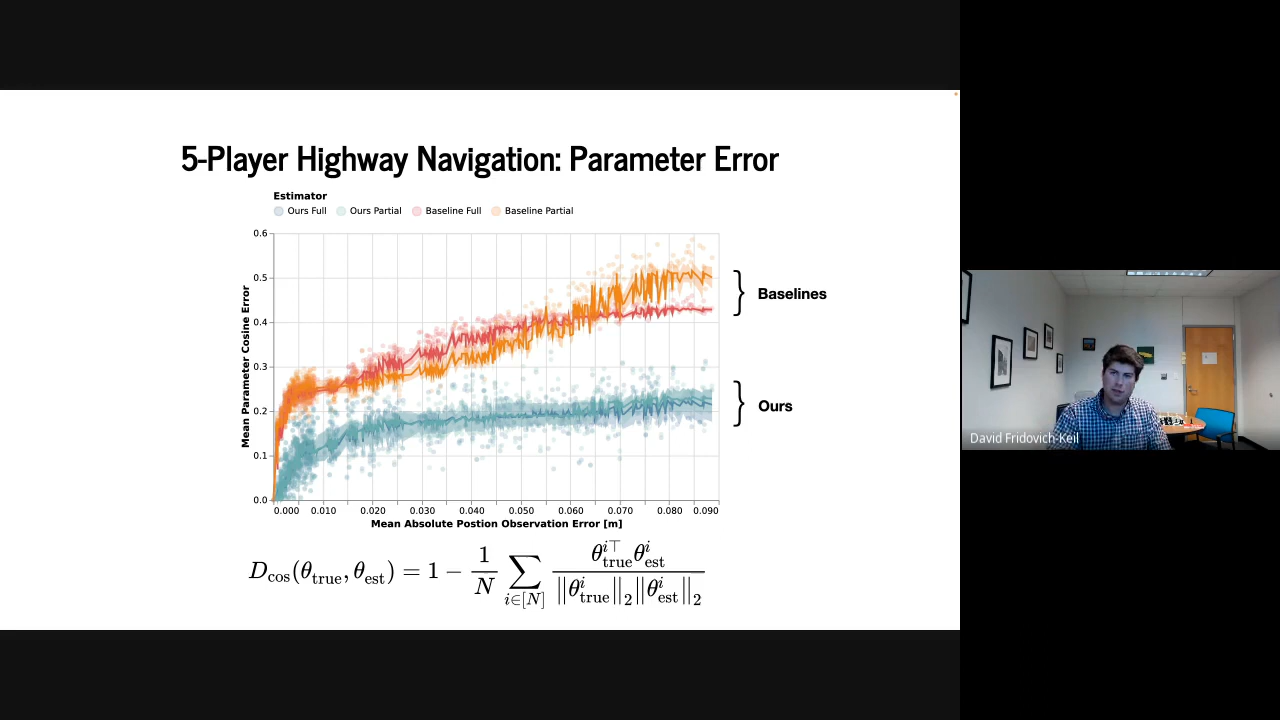 5-Player Highway Navigation: Parameter Error
Estimator
Ours Full Ours Partial Baseline Full Baseline Partial
0.6
0.5
0.4
0.3
0.2
0.1
0.0
Mean Parameter Cosine Error
0.000 0.010 0.020 0.030 0.040 0.050 0.060 0.070 0.080 0.090
Mean Absolute Postion Observation Error [m]
} Baselines
} Ours
D_cos(θ_true, θ_est) = 1 − 1/N ∑_{i∈[N]} θ^{i⊤}_true θ^i_est / ||θ^i_true||_2 ||θ^i_est||_2
David Fridovich-Keil